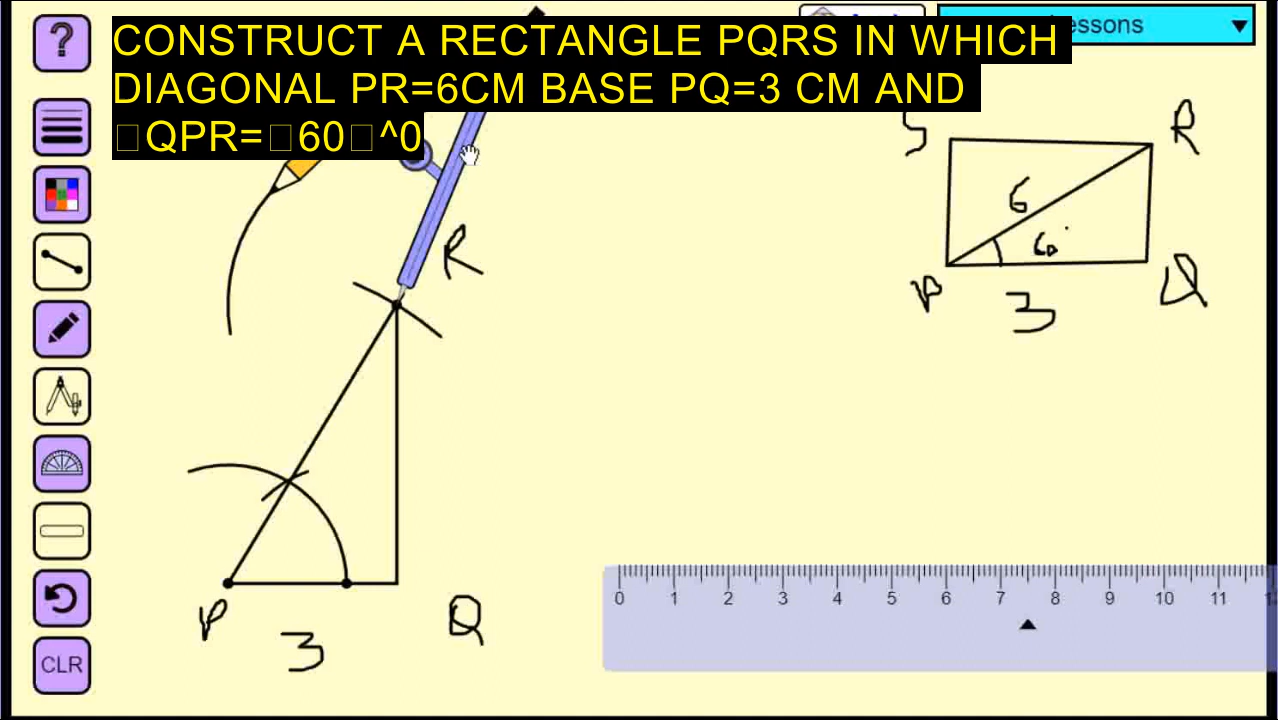 CONSTRUCT A RECTANGLE PQRS IN WHICH
DIAGONAL PR=6CM BASE PQ=3 CM AND
□QPR=□60□^0
?
essons
S
R
6
60°
P
3
Q
R
P
3
Q
0 1 2 3 4 5 6 7 8 9 10 11
CLR